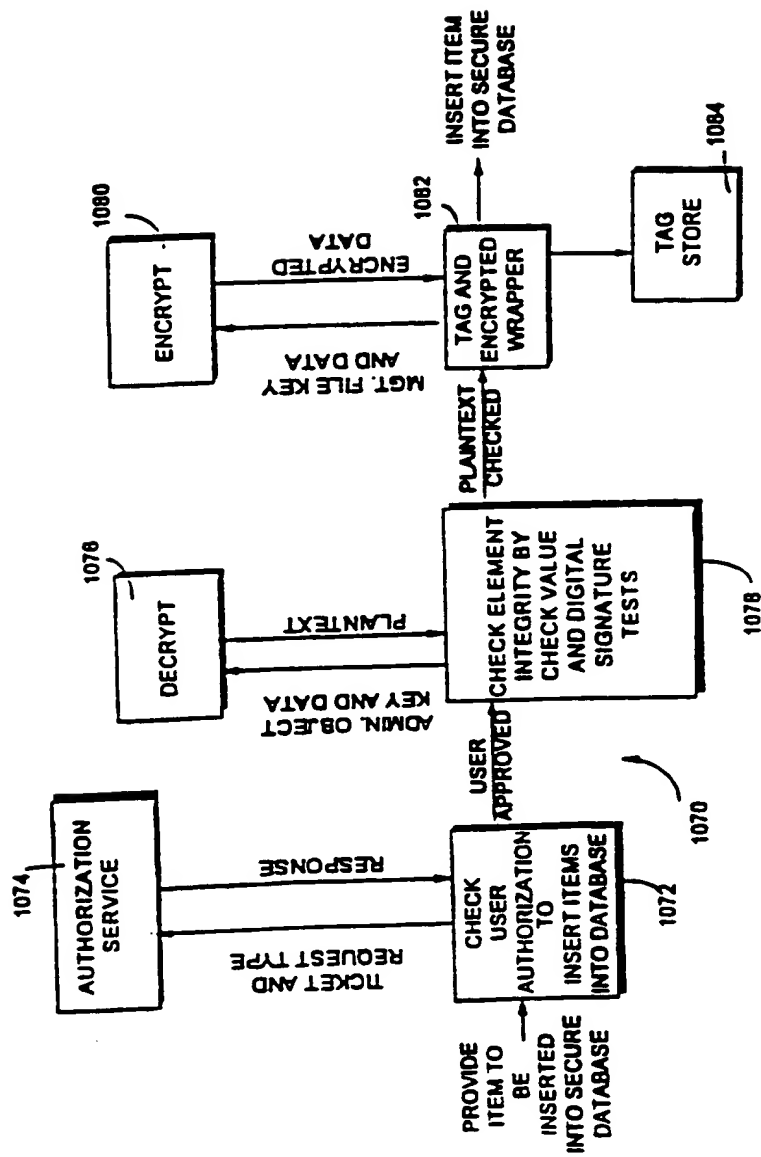 1074
AUTHORIZATION
SERVICE
TICKET AND
REQUEST TYPE
RESPONSE
PROVIDE
ITEM TO
BE
INSERTED
INTO SECURE
DATABASE
CHECK
USER
AUTHORIZATION
TO
INSERT ITEMS
INTO DATABASE
1072
1070
USER
APPROVED
1076
DECRYPT
ADMIN. OBJECT
KEY AND DATA
PLAINTEXT
CHECK ELEMENT
INTEGRITY BY
CHECK VALUE
AND DIGITAL
SIGNATURE
TESTS
1078
PLAINTEXT
CHECKED
1080
ENCRYPT
MGT. FILE KEY
AND DATA
ENCRYPTED
DATA
1082
TAG AND
ENCRYPTED
WRAPPER
INSERT ITEM
INTO SECURE
DATABASE
TAG
STORE
1084